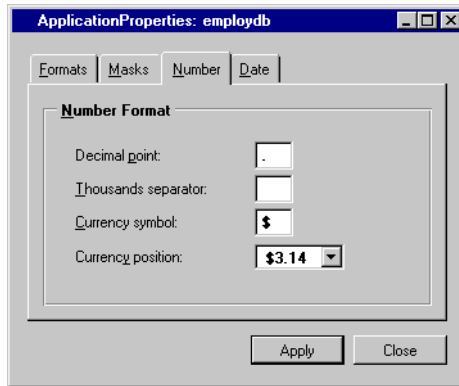 ApplicationProperties: employdb
Formats Masks Number Date
Number Format
Decimal point: .
Thousands separator:
Currency symbol: $
Currency position: $3.14
Apply Close